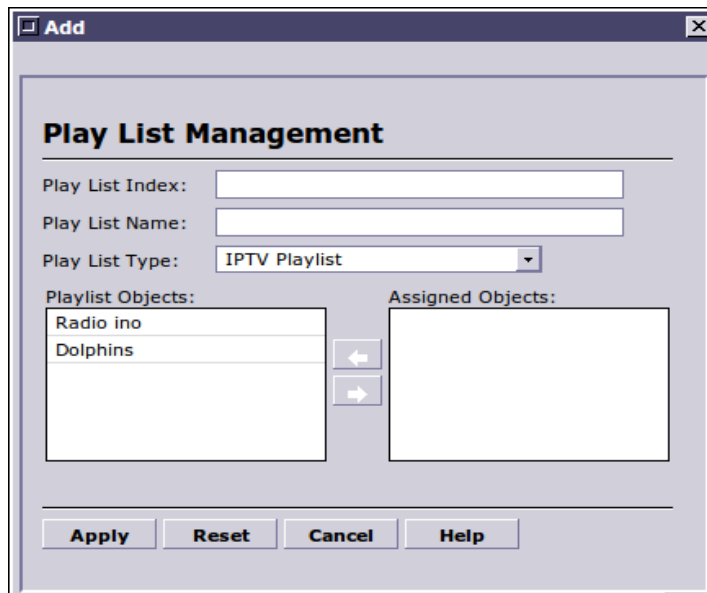 Add
Play List Management
Play List Index:
Play List Name:
Play List Type: IPTV Playlist
Playlist Objects: Assigned Objects:
Radio ino
Dolphins
Apply Reset Cancel Help